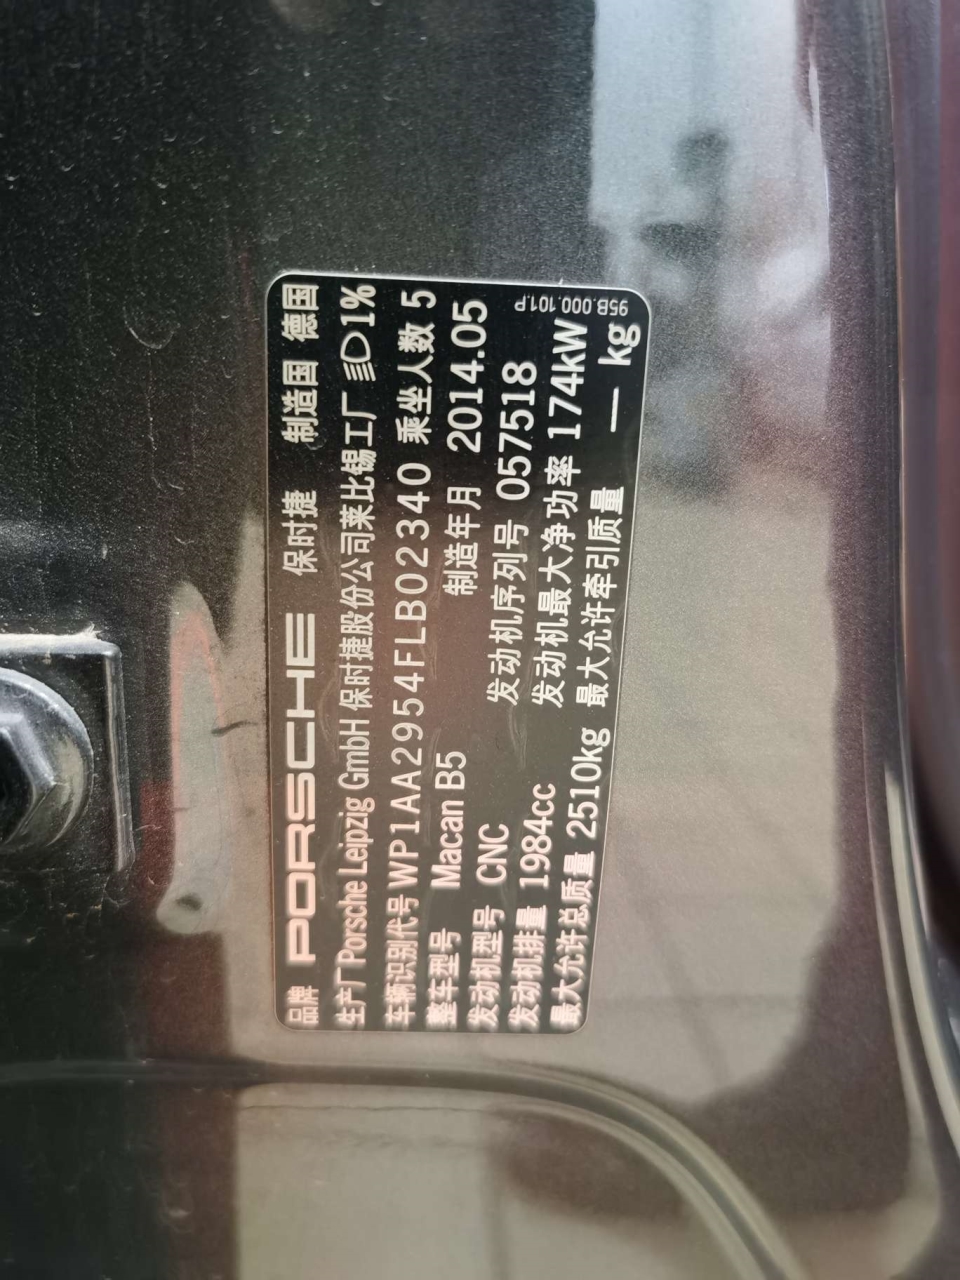 品牌 PORSCHE 保时捷 制造国 德国
生产厂 Porsche Leipzig GmbH 保时捷股份公司莱比锡工厂 1%
车辆识别代号 WP1AA2954FLB02340 乘坐人数 5
整车型号 Macan B5 制造年月 2014.05
发动机型号 CNC 发动机序列号 057518
发动机排量 1984cc 发动机最大净功率 174kW
最大允许总质量 2510kg 最大允许牵引质量 — kg
95B.000.101.P